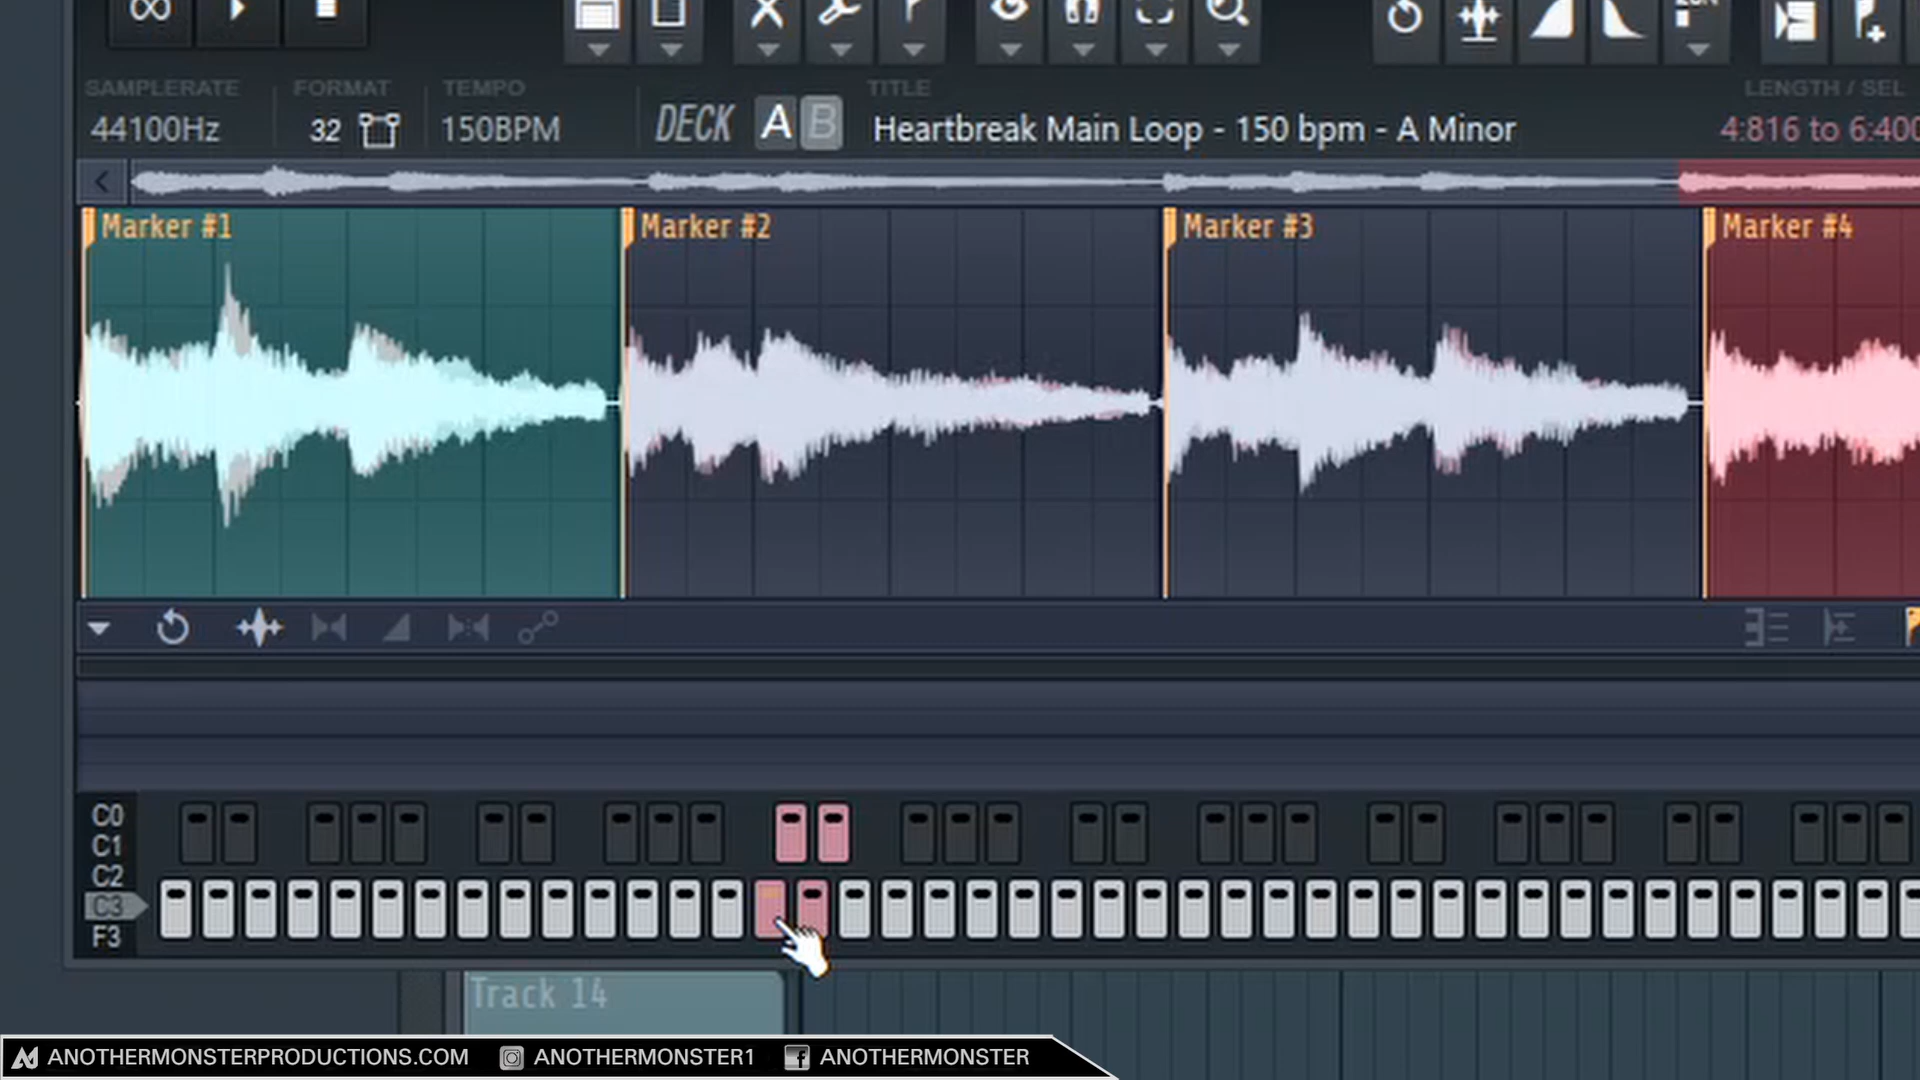 SAMPLERATE FORMAT TEMPO TITLE LENGTH / SEL
44100Hz 32 150BPM DECK A B Heartbreak Main Loop - 150 bpm - A Minor 4:816 to 6:400
Marker #1 Marker #2 Marker #3 Marker #4
C0
C1
C2
C3
F3
Track 14
ANOTHERMONSTERPRODUCTIONS.COM ANOTHERMONSTER1 ANOTHERMONSTER